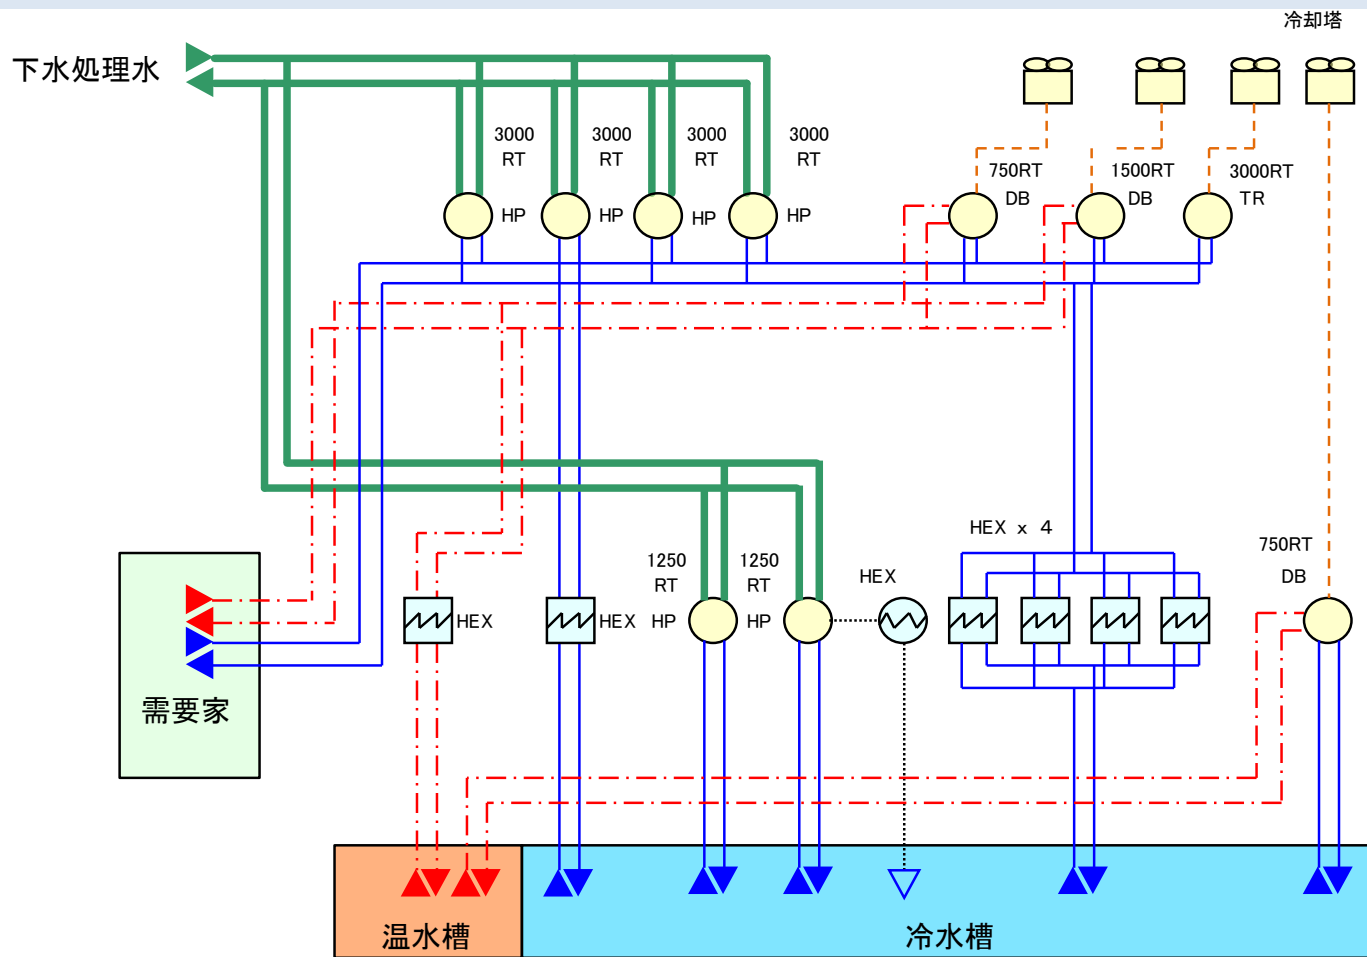 冷却塔
下水処理水
3000
RT
HP
3000
RT
HP
3000
RT
HP
3000
RT
HP
750RT
DB
1500RT
DB
3000RT
TR
HEX x 4
750RT
DB
1250
RT
HP
1250
RT
HP
HEX
HEX
HEX
需要家
温水槽
冷水槽